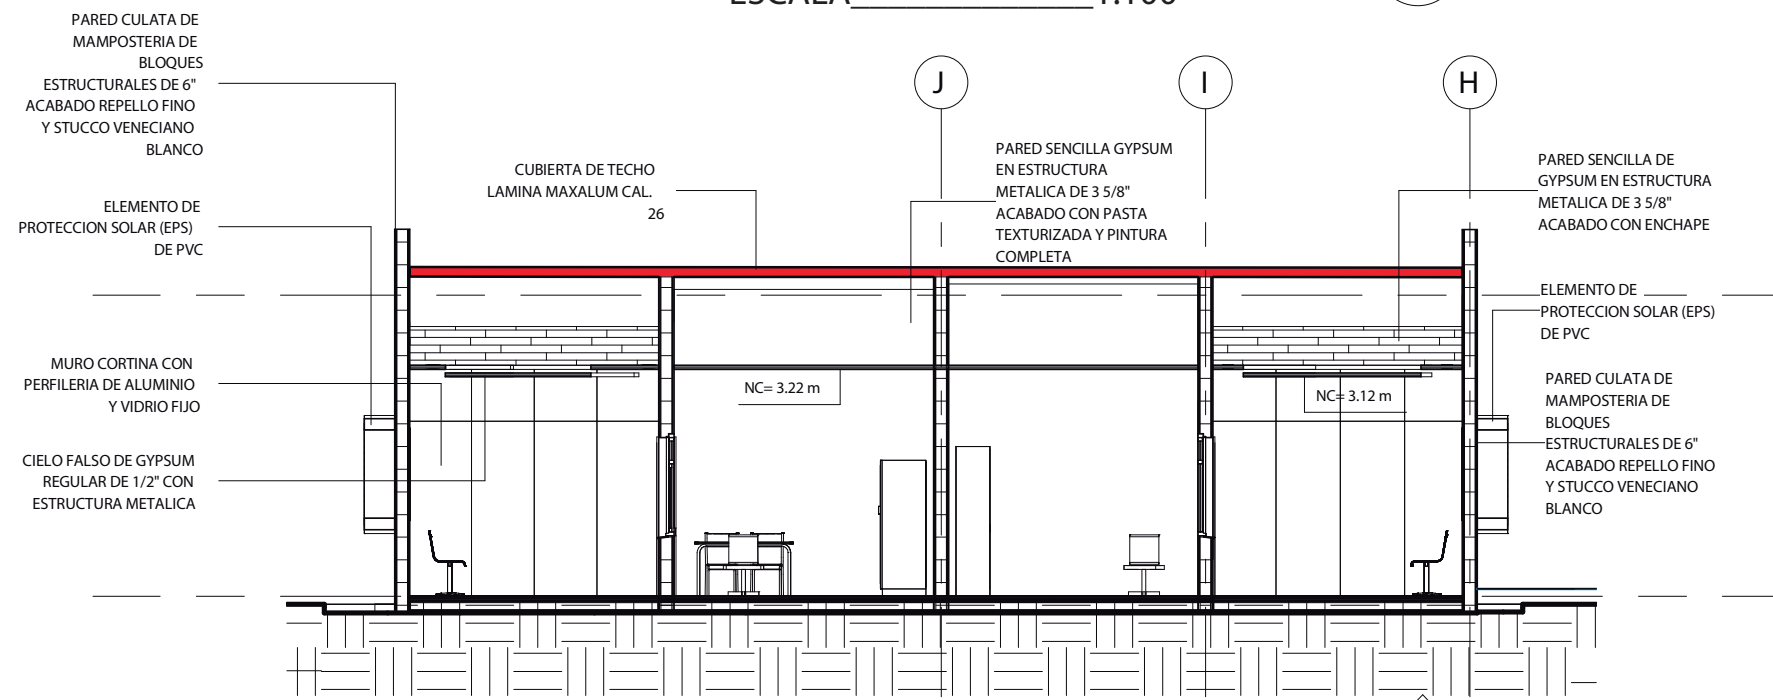 ESCALA________________1:100
PARED CULATA DE
MAMPOSTERIA DE
BLOQUES
ESTRUCTURALES DE 6"
ACABADO REPELLO FINO
Y STUCCO VENECIANO
BLANCO
ELEMENTO DE
PROTECCION SOLAR (EPS)
DE PVC
MURO CORTINA CON
PERFILERIA DE ALUMINIO
Y VIDRIO FIJO
CIELO FALSO DE GYPSUM
REGULAR DE 1/2" CON
ESTRUCTURA METALICA
CUBIERTA DE TECHO
LAMINA MAXALUM CAL.
26
J
I
H
PARED SENCILLA GYPSUM
EN ESTRUCTURA
METALICA DE 3 5/8"
ACABADO CON PASTA
TEXTURIZADA Y PINTURA
COMPLETA
NC= 3.22 m
NC= 3.12 m
PARED SENCILLA DE
GYPSUM EN ESTRUCTURA
METALICA DE 3 5/8"
ACABADO CON ENCHAPE
ELEMENTO DE
PROTECCION SOLAR (EPS)
DE PVC
PARED CULATA DE
MAMPOSTERIA DE
BLOQUES
ESTRUCTURALES DE 6"
ACABADO REPELLO FINO
Y STUCCO VENECIANO
BLANCO